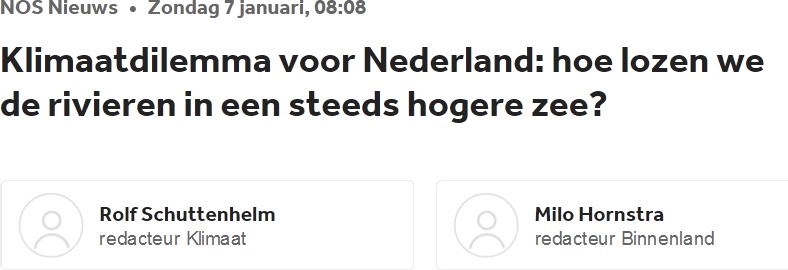 NOS Nieuws • Zondag 7 januari, 08:08
Klimaatdilemma voor Nederland: hoe lozen we
de rivieren in een steeds hogere zee?
Rolf Schuttenhelm
redacteur Klimaat
Milo Hornstra
redacteur Binnenland